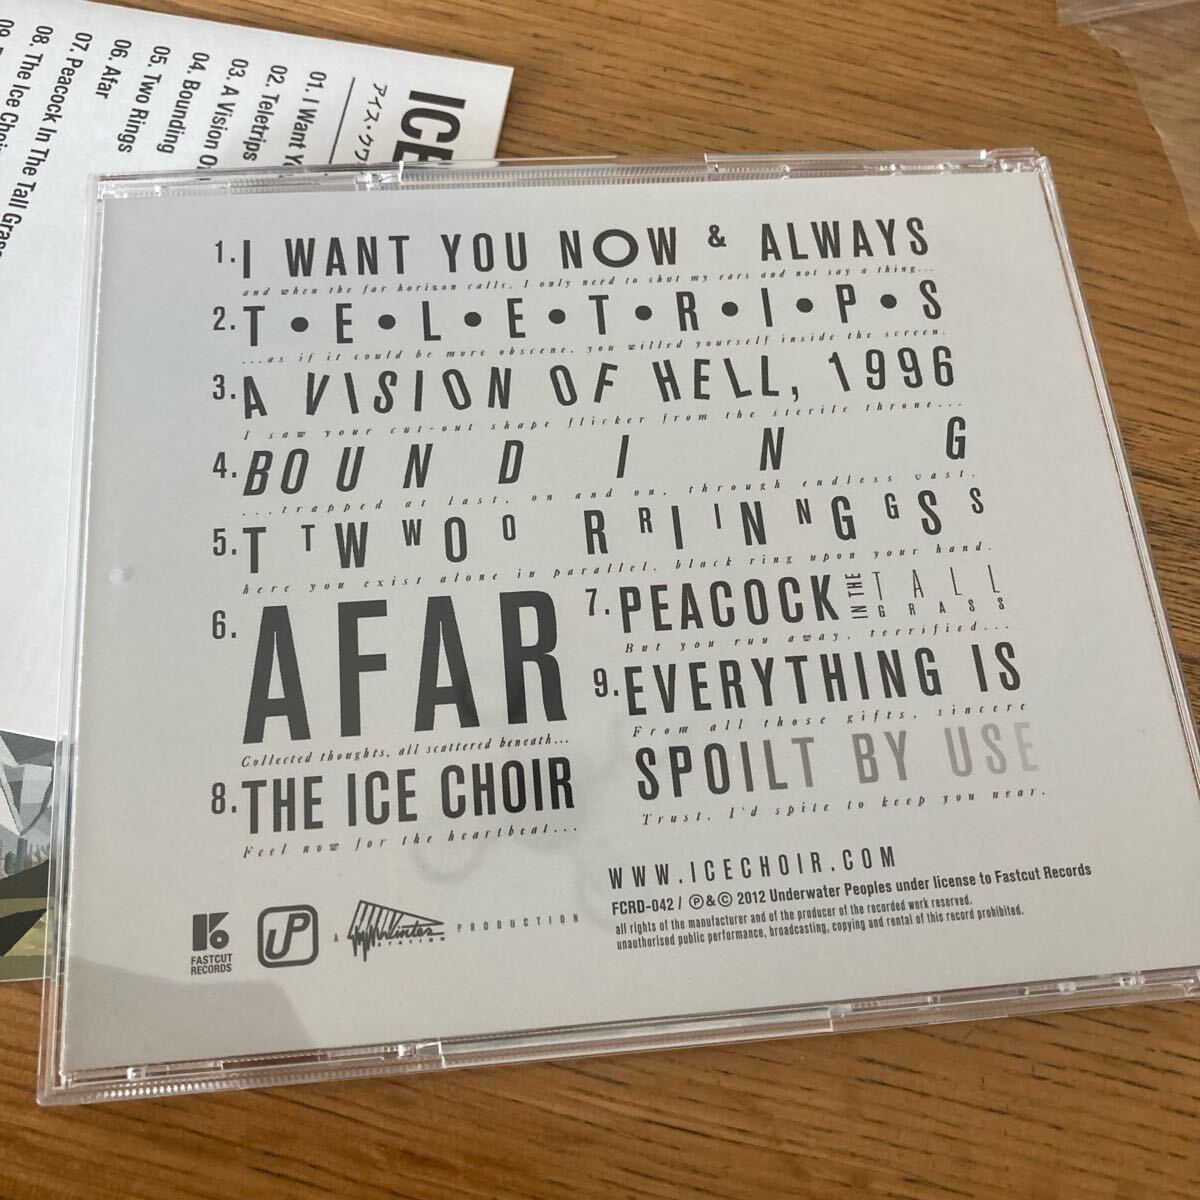 ICE
アイス・クワ
01. I Want Yo
02. Teletrips
03. A Vision O
04. Bounding
05. Two Rings
06. Afar
07. Peacock In The Tall Grass
08. The Ice Choi
1. I WANT YOU NOW & ALWAYS
and when the far horizon calls, I only need to shut my ears and not say a thing...
2. T•E•L•E•T•R•I•P•S
...as if it could be more obscene, you willed yourself inside the screen.
3. A VISION OF HELL, 1996
I saw your cut-out shape flicker from the sterile throne...
4. BOUNDING
...trapped at last, on and on, through endless vast.
5. TTWWOO RRIINNGGSS
here you exist alone in parallel, black ring upon your hand.
6. AFAR
Collected thoughts, all scattered beneath...
7. PEACOCK IN THE TALL GRASS
But you run away, terrified...
8. THE ICE CHOIR
Feel now for the heartbeat...
9. EVERYTHING IS
From all those gifts, sincere
SPOILT BY USE
Trust, I'd spite to keep you near.
WWW.ICECHOIR.COM
FCRD-042 / Ⓟ&© 2012 Underwater Peoples under license to Fastcut Records
all rights of the manufacturer and of the producer of the recorded work reserved.
unauthorised public performance, broadcasting, copying and rental of this record prohibited.
FASTCUT
RECORDS
UP
A Winter STATION PRODUCTION